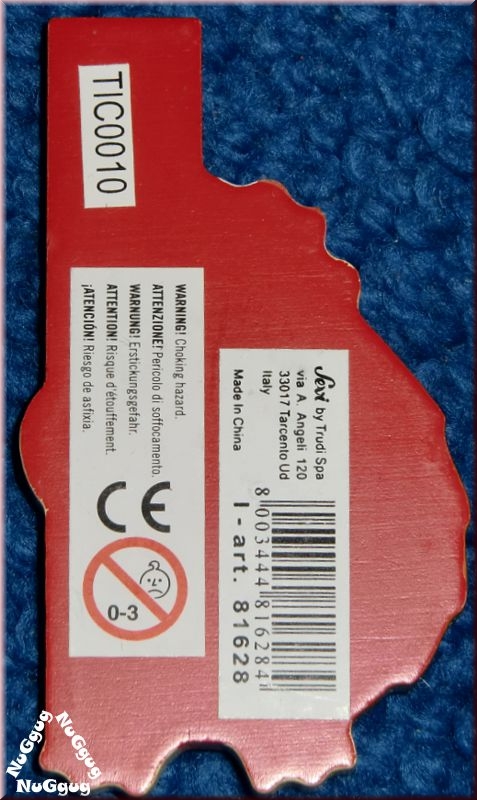 TIC0010
WARNING! Choking hazard.
ATTENZIONE! Pericolo di soffocamento.
WARNUNG! Erstickungsgefahr.
ATTENTION! Risque d'étouffement.
¡ATENCIÓN! Riesgo de asfixia.
CE
0-3
Sevi by Trudi Spa
via A. Angeli 120
33017 Tarcento Ud
Italy
Made In China
8 003444 816284
I-art. 81628
NuGgug
NuGgug
NuGgug